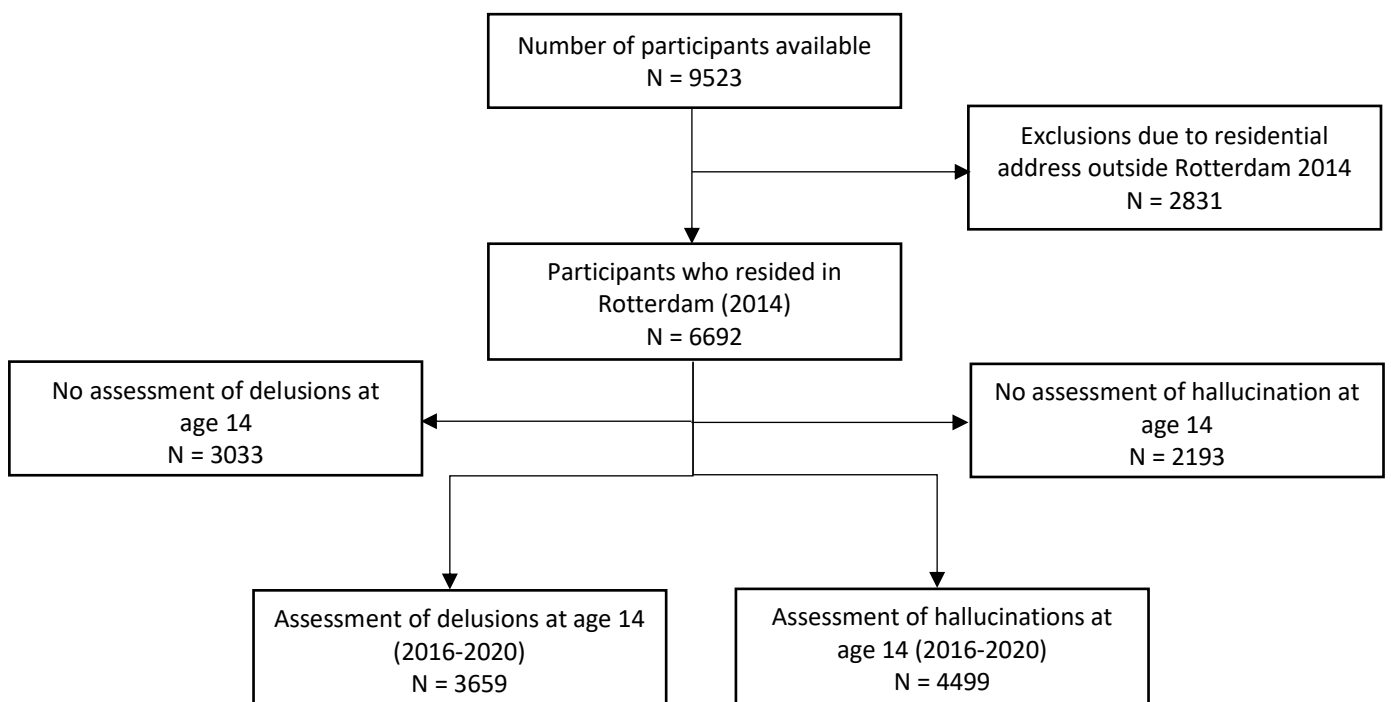 Number of participants available
N = 9523
Exclusions due to residential
address outside Rotterdam 2014
N = 2831
Participants who resided in
Rotterdam (2014)
N = 6692
No assessment of delusions at
age 14
N = 3033
No assessment of hallucination at
age 14
N = 2193
Assessment of delusions at age 14
(2016-2020)
N = 3659
Assessment of hallucinations at
age 14 (2016-2020)
N = 4499